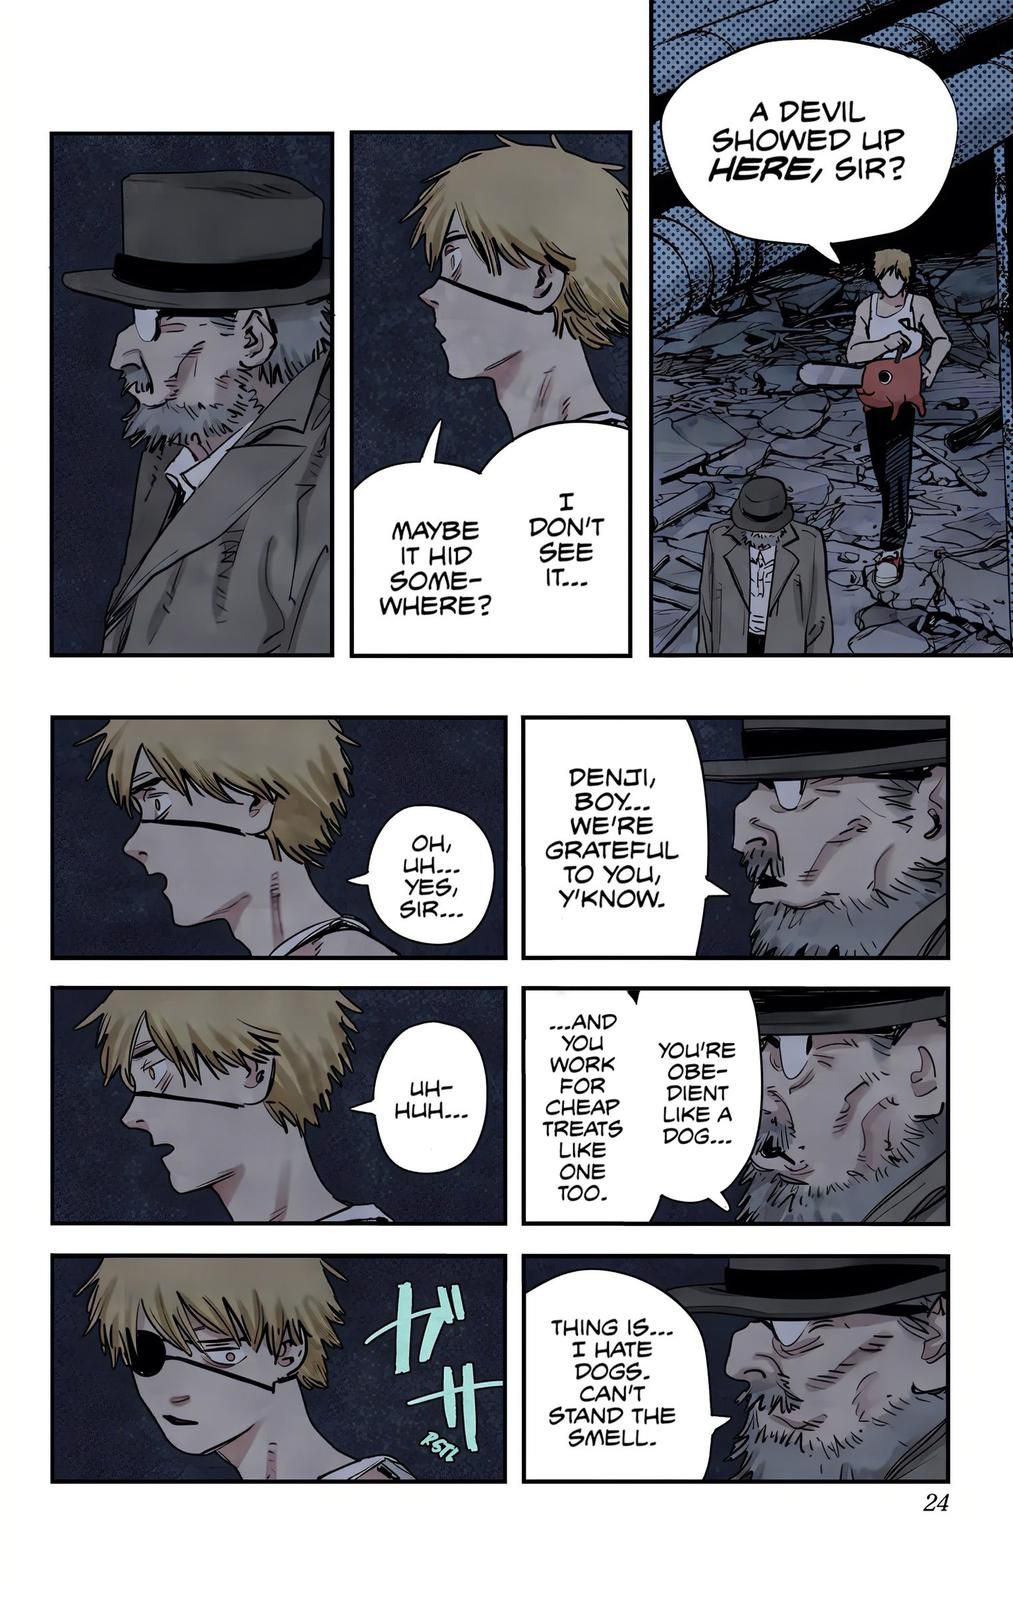 A DEVIL
SHOWED UP
HERE, SIR?
I
DON'T
SEE
IT...
MAYBE
IT HID
SOME-
WHERE?
DENJI,
BOY...
WE'RE
GRATEFUL
TO YOU,
Y'KNOW.
OH,
UH...
YES,
SIR...
YOU'RE
OBE-
DIENT
LIKE A
DOG...
...AND
YOU
WORK
FOR
CHEAP
TREATS
LIKE
ONE
TOO.
UH-
HUH...
THING IS...
I HATE
DOGS.
CAN'T
STAND THE
SMELL.
ガ
サ
RSTL
24